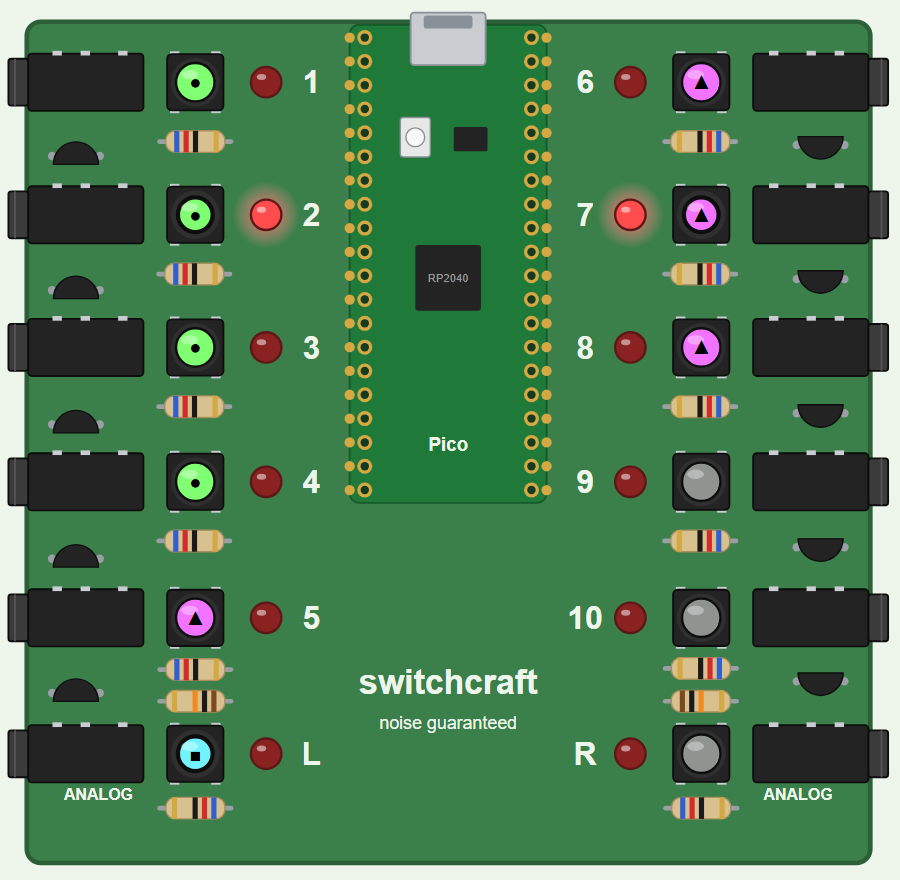 1
6
2
7
RP2040
3
8
Pico
4
9
5
10
switchcraft
noise guaranteed
L
R
ANALOG
ANALOG